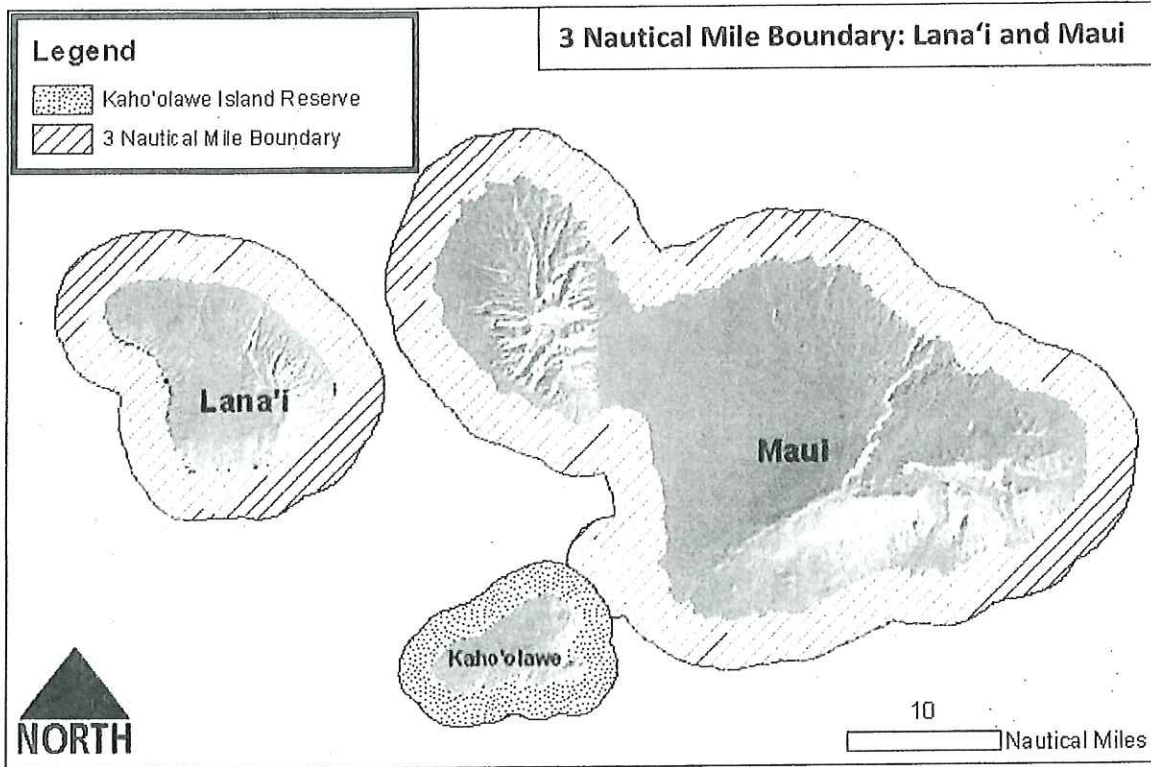 3 Nautical Mile Boundary: Lanaʻi and Maui
Legend
Kaho'olawe Island Reserve
3 Nautical Mile Boundary
Lana'i
Maui
Kaho'olawe
NORTH
10
Nautical Miles